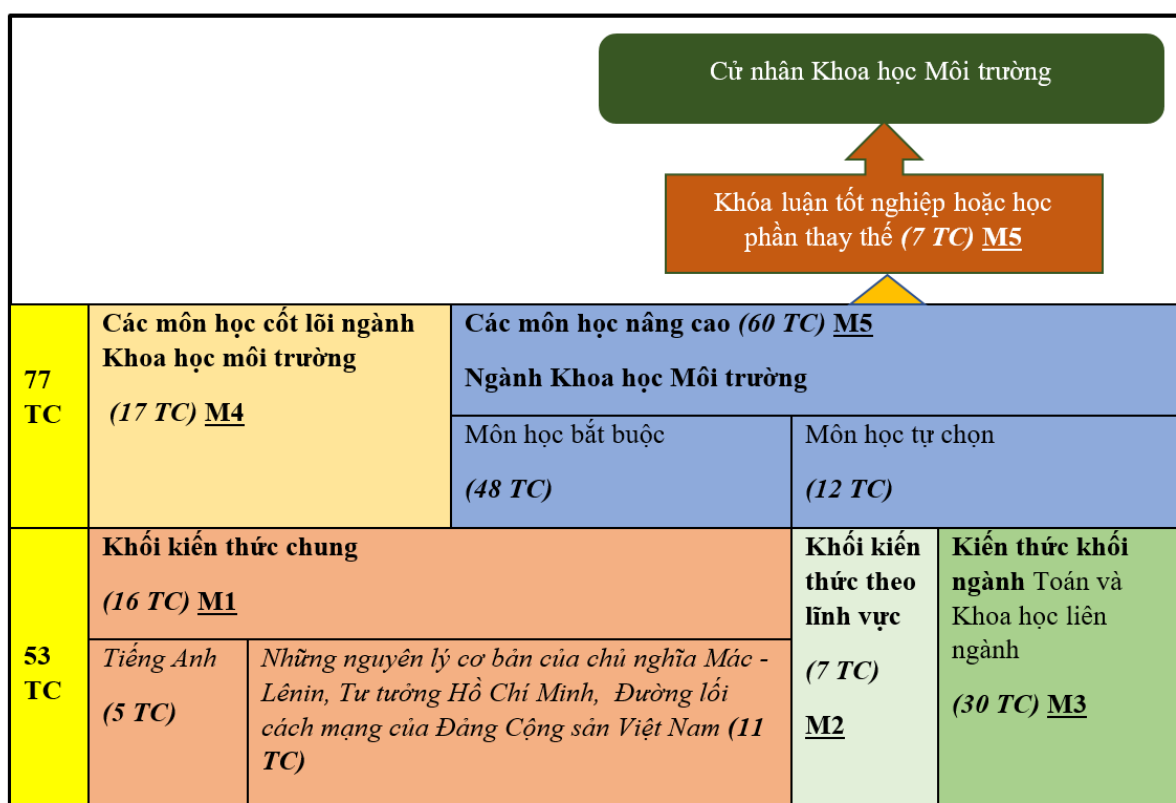 Cử nhân Khoa học Môi trường
Khóa luận tốt nghiệp hoặc học
phần thay thế (7 TC) M5
77
TC
Các môn học cốt lõi ngành
Khoa học môi trường
(17 TC) M4
Các môn học nâng cao (60 TC) M5
Ngành Khoa học Môi trường
Môn học bắt buộc
(48 TC)
Môn học tự chọn
(12 TC)
53
TC
Khối kiến thức chung
(16 TC) M1
Tiếng Anh
(5 TC)
Những nguyên lý cơ bản của chủ nghĩa Mác -
Lênin, Tư tưởng Hồ Chí Minh, Đường lối
cách mạng của Đảng Cộng sản Việt Nam (11
TC)
Khối kiến
thức theo
lĩnh vực
(7 TC)
M2
Kiến thức khối
ngành Toán và
Khoa học liên
ngành
(30 TC) M3